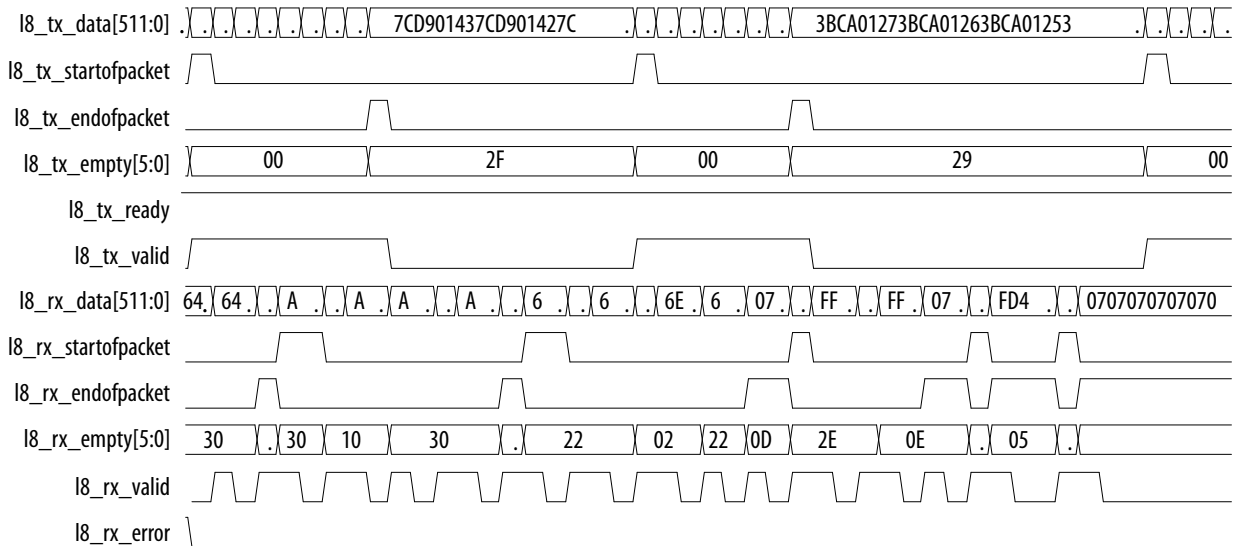 l8_tx_data[511:0] . . . . . . . . . 7CD901437CD901427C . . . . . . . . 3BCA01273BCA01263BCA01253 . . . . .
l8_tx_startofpacket
l8_tx_endofpacket
l8_tx_empty[5:0] 00 2F 00 29 00
l8_tx_ready
l8_tx_valid
l8_rx_data[511:0] 64. 64 . . A . . A . A . . A . . 6 . . 6 . . 6E . 6 . 07 . . FF . . FF . 07 . . FD4 . . 0707070707070
l8_rx_startofpacket
l8_rx_endofpacket
l8_rx_empty[5:0] 30 . 30 10 30 . 22 02 22 0D 2E 0E . 05 .
l8_rx_valid
l8_rx_error